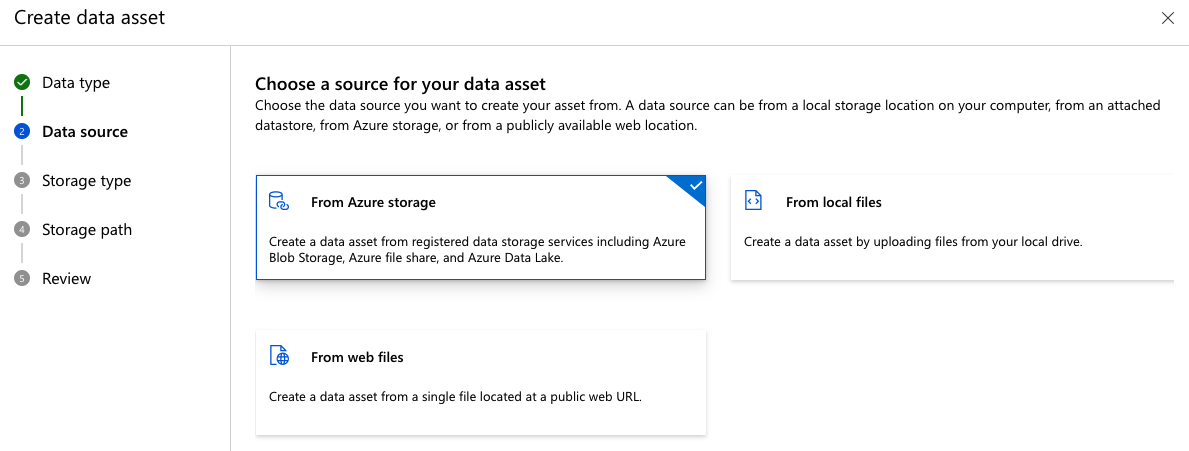 Create data asset
Data type
2 Data source
3 Storage type
4 Storage path
5 Review
Choose a source for your data asset
Choose the data source you want to create your asset from. A data source can be from a local storage location on your computer, from an attached
datastore, from Azure storage, or from a publicly available web location.
From Azure storage
Create a data asset from registered data storage services including Azure
Blob Storage, Azure file share, and Azure Data Lake.
From local files
Create a data asset by uploading files from your local drive.
From web files
Create a data asset from a single file located at a public web URL.